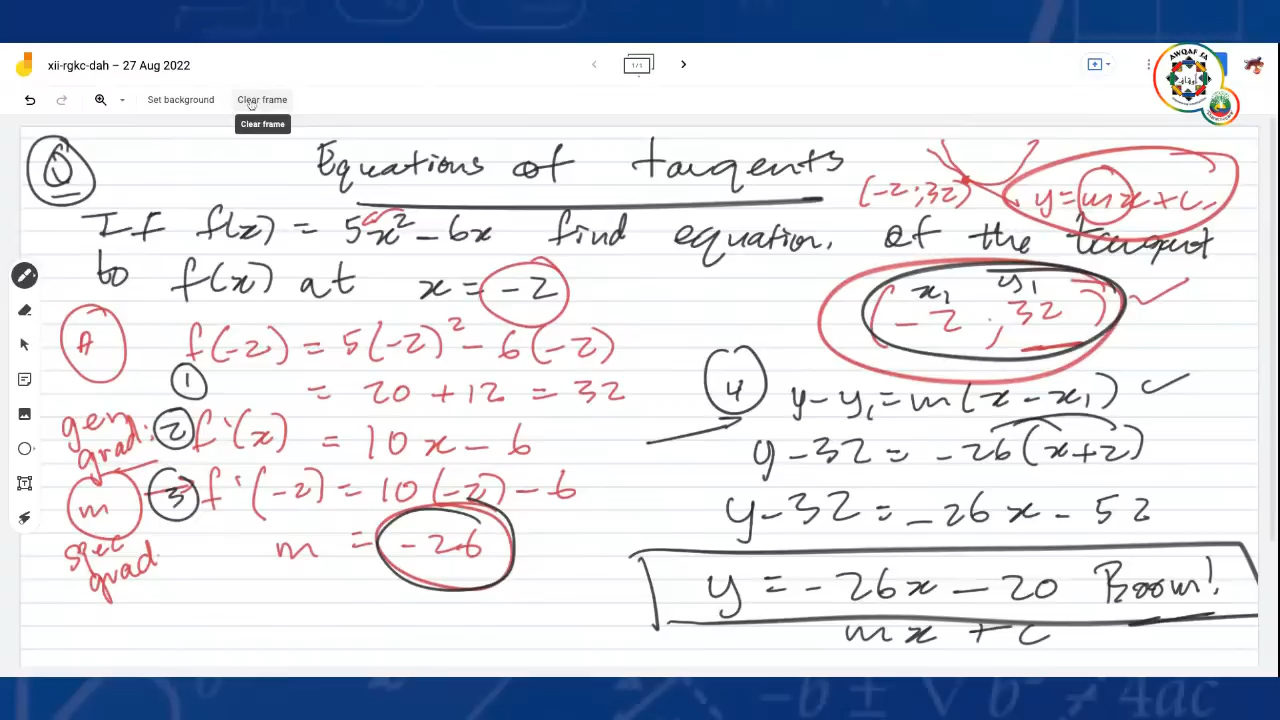 xii-rgkc-dah – 27 Aug 2022
1/1
Set background
Clear frame
Clear frame
AWQAF SA
Q
Equations of tangents
(-2;32)
y=mx+c
If f(x) = 5x² - 6x find equation of the tangent
to f(x) at x = -2
x₁ y₁
(-2 ; 32)
A
f(-2) = 5(-2)² - 6(-2)
1
= 20 + 12 = 32
gen grad:
2 f'(x) = 10x - 6
m
3 f'(-2) = 10(-2) - 6
spec grad
m = -26
4
y-y₁=m(x-x₁)
y-32= -26(x+2)
y-32= -26x - 52
y = -26x - 20 Boom!
mx + c
-b ± √b² - 4ac